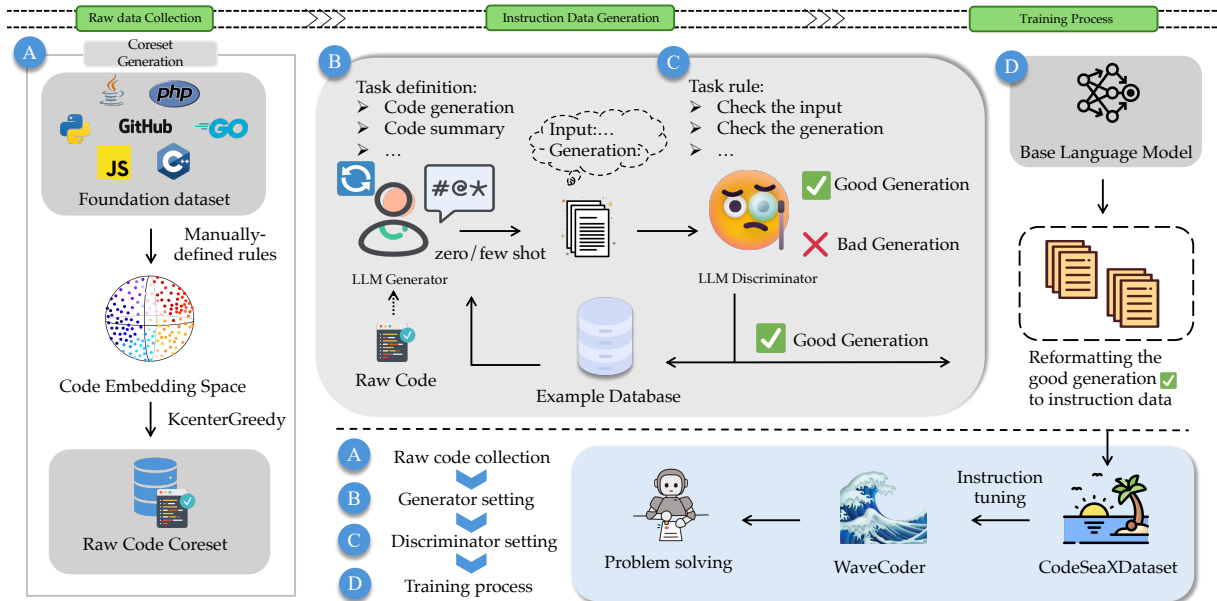 Raw data Collection
Instruction Data Generation
Training Process
A
Coreset
Generation
php
GitHub
GO
JS
C++
Foundation dataset
Manually-
defined rules
Code Embedding Space
KcenterGreedy
Raw Code Coreset
B
Task definition:
➢ Code generation
➢ Code summary
➢ …
#@*
LLM Generator
zero/few shot
Input:…
Generation:
Raw Code
Example Database
C
Task rule:
➢ Check the input
➢ Check the generation
➢ …
Good Generation
Bad Generation
LLM Discriminator
Good Generation
D
Base Language Model
Reformatting the
good generation
to instruction data
A Raw code collection
B Generator setting
C Discriminator setting
D Training process
Problem solving
WaveCoder
Instruction
tuning
CodeSeaXDataset